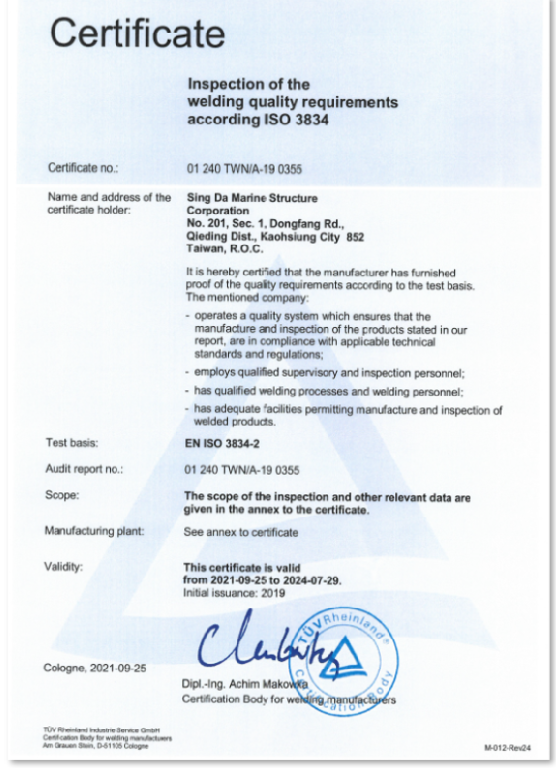 Certificate
Inspection of the
welding quality requirements
according ISO 3834
Certificate no.: 01 240 TWN/A-19 0355
Name and address of the certificate holder:
Sing Da Marine Structure
Corporation
No. 201, Sec. 1, Dongfang Rd.,
Qieding Dist., Kaohsiung City 852
Taiwan, R.O.C.
It is hereby certified that the manufacturer has furnished
proof of the quality requirements according to the test basis.
The mentioned company:
- operates a quality system which ensures that the
manufacture and inspection of the products stated in our
report, are in compliance with applicable technical
standards and regulations;
- employs qualified supervisory and inspection personnel;
- has qualified welding processes and welding personnel;
- has adequate facilities permitting manufacture and inspection of
welded products.
Test basis: EN ISO 3834-2
Audit report no.: 01 240 TWN/A-19 0355
Scope: The scope of the inspection and other relevant data are
given in the annex to the certificate.
Manufacturing plant: See annex to certificate
Validity: This certificate is valid
from 2021-09-25 to 2024-07-29.
Initial issuance: 2019
TÜV Rheinland®
Certification Body
Cologne, 2021-09-25
Dipl.-Ing. Achim Makowka
Certification Body for welding manufacturers
TÜV Rheinland Industrie Service GmbH
Certification Body for welding manufacturers
Am Grauen Stein, D-51105 Cologne
M-012-Rev24